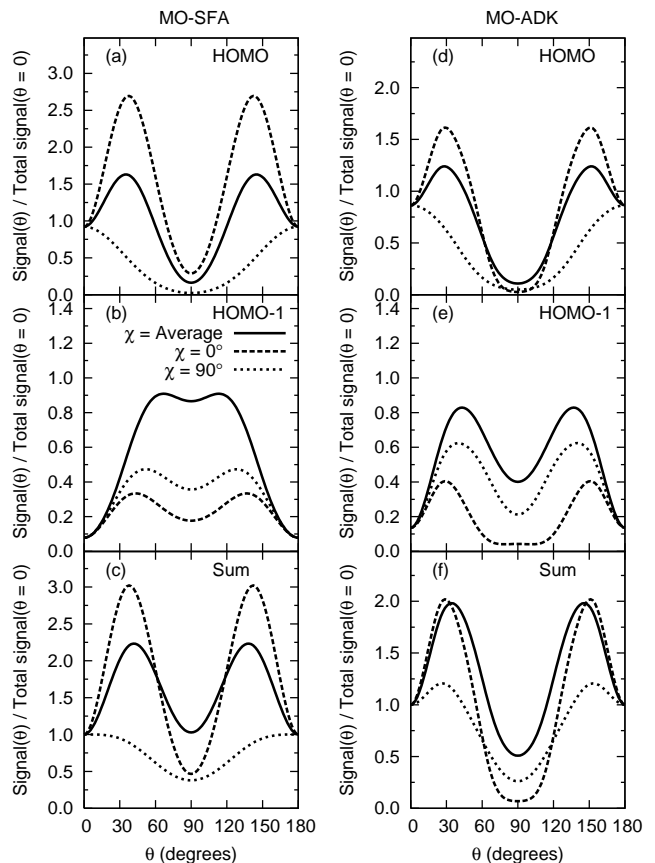 MO-SFA
MO-ADK
(a) HOMO
3.0
2.5
2.0
1.5
1.0
0.5
0.0
Signal(θ) / Total signal(θ = 0)
(d) HOMO
2.0
1.5
1.0
0.5
0.0
Signal(θ) / Total signal(θ = 0)
(b) HOMO-1
χ = Average
χ = 0°
χ = 90°
1.4
1.2
1.0
0.8
0.6
0.4
0.2
0.0
Signal(θ) / Total signal(θ = 0)
(e) HOMO-1
1.4
1.2
1.0
0.8
0.6
0.4
0.2
0.0
Signal(θ) / Total signal(θ = 0)
(c) Sum
3.0
2.5
2.0
1.5
1.0
0.5
0.0
Signal(θ) / Total signal(θ = 0)
0 30 60 90 120 150 180
θ (degrees)
(f) Sum
2.0
1.5
1.0
0.5
0.0
Signal(θ) / Total signal(θ = 0)
0 30 60 90 120 150 180
θ (degrees)